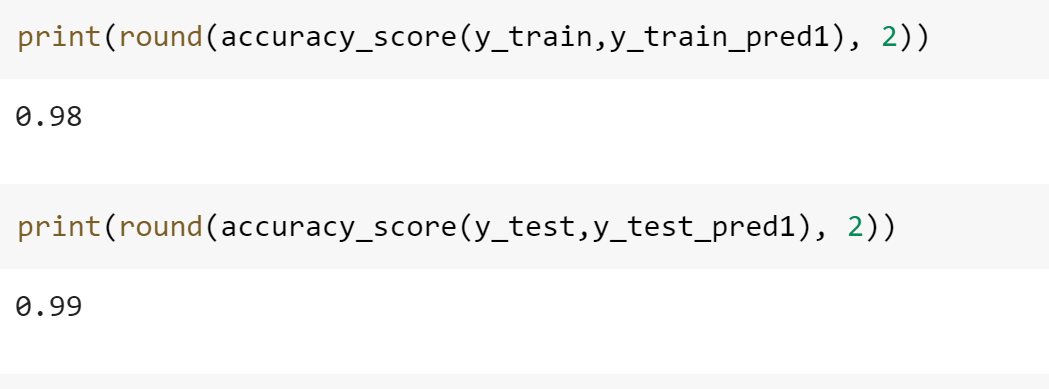 print(round(accuracy_score(y_train,y_train_pred1), 2))
0.98
print(round(accuracy_score(y_test,y_test_pred1), 2))
0.99